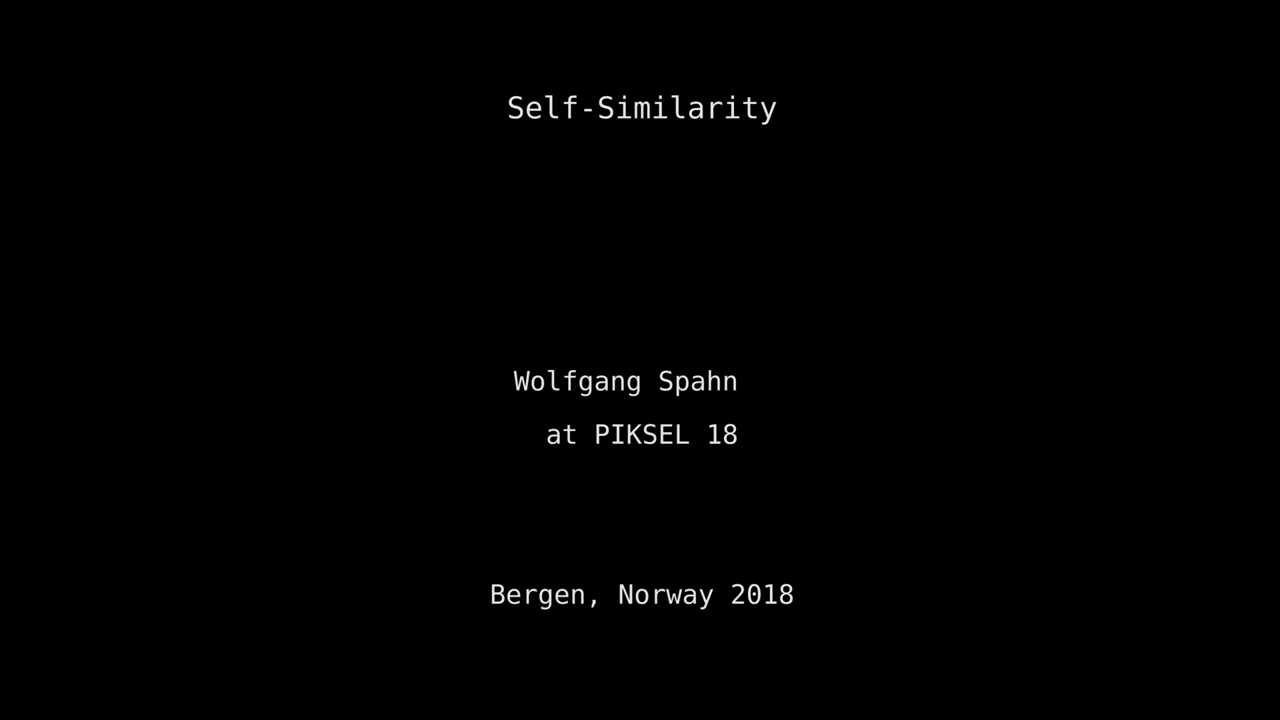 Self-Similarity
Wolfgang Spahn
at PIKSEL 18
Bergen, Norway 2018